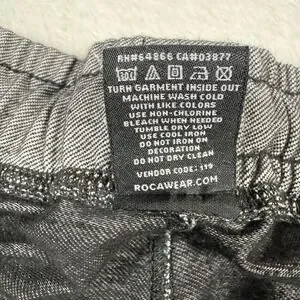 RN#64866 CA#03877
TURN GARMENT INSIDE OUT
MACHINE WASH COLD
WITH LIKE COLORS
USE NON-CHLORINE
BLEACH WHEN NEEDED
TUMBLE DRY LOW
USE COOL IRON
DO NOT IRON ON
DECORATION
DO NOT DRY CLEAN
VENDOR CODE: 119
ROCAWEAR.COM